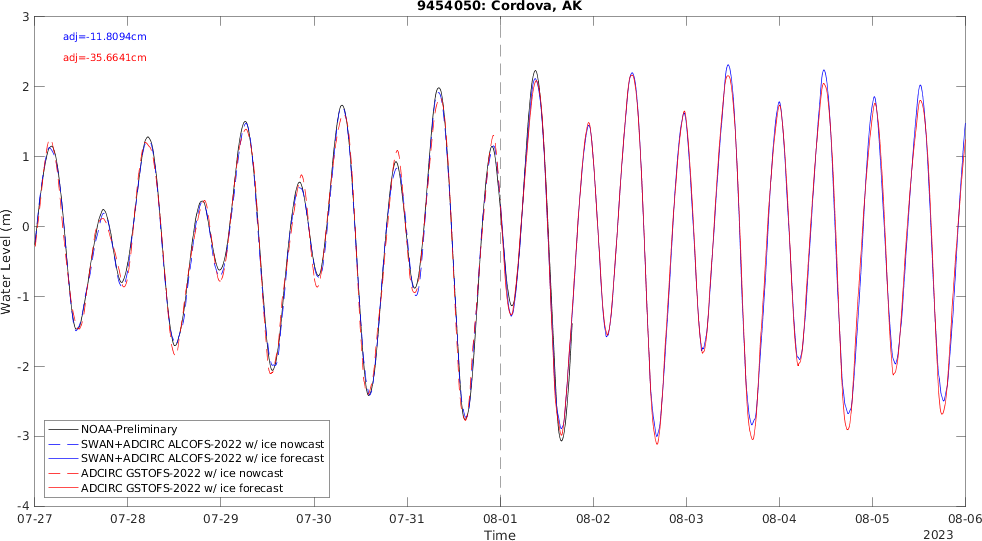 9454050: Cordova, AK
adj=-11.8094cm
adj=-35.6641cm
3
2
1
0
-1
-2
-3
-4
Water Level (m)
NOAA-Preliminary
SWAN+ADCIRC ALCOFS-2022 w/ ice nowcast
SWAN+ADCIRC ALCOFS-2022 w/ ice forecast
ADCIRC GSTOFS-2022 w/ ice nowcast
ADCIRC GSTOFS-2022 w/ ice forecast
07-27 07-28 07-29 07-30 07-31 08-01 08-02 08-03 08-04 08-05 08-06
Time
2023